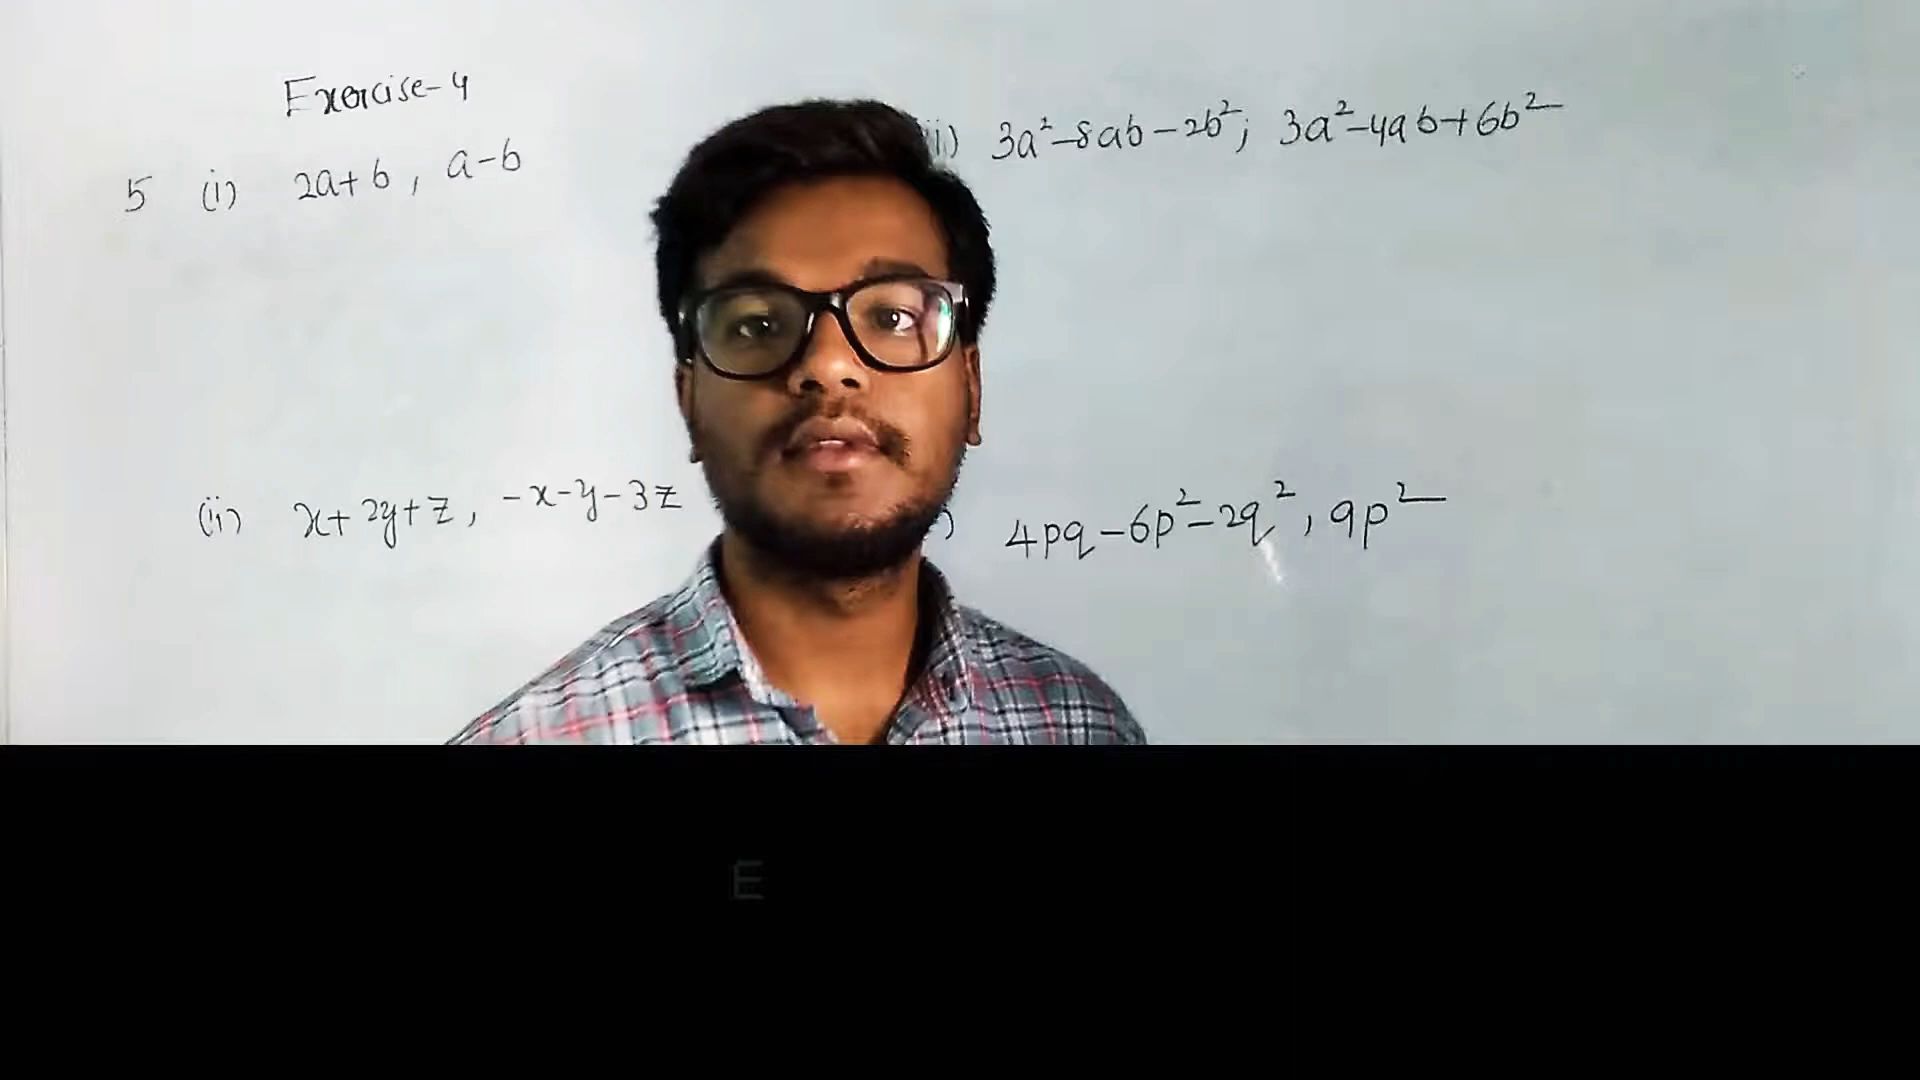 Exercise-4
5 (i) 2a+b, a-b
(ii) x+2y+z, -x-y-3z
ii) 3a²-8ab-2b²; 3a²-4ab+6b²
) 4pq-6p²-2q², 9p²
E